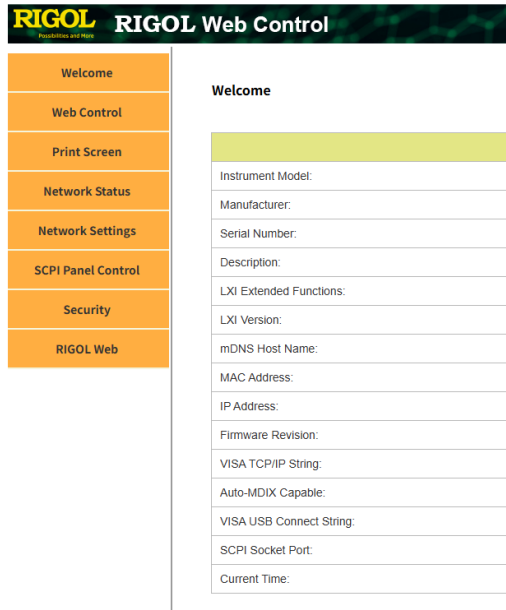 RIGOL
Possibilities and More
RIGOL Web Control
Welcome
Web Control
Print Screen
Network Status
Network Settings
SCPI Panel Control
Security
RIGOL Web
Welcome
Instrument Model:
Manufacturer:
Serial Number:
Description:
LXI Extended Functions:
LXI Version:
mDNS Host Name:
MAC Address:
IP Address:
Firmware Revision:
VISA TCP/IP String:
Auto-MDIX Capable:
VISA USB Connect String:
SCPI Socket Port:
Current Time: